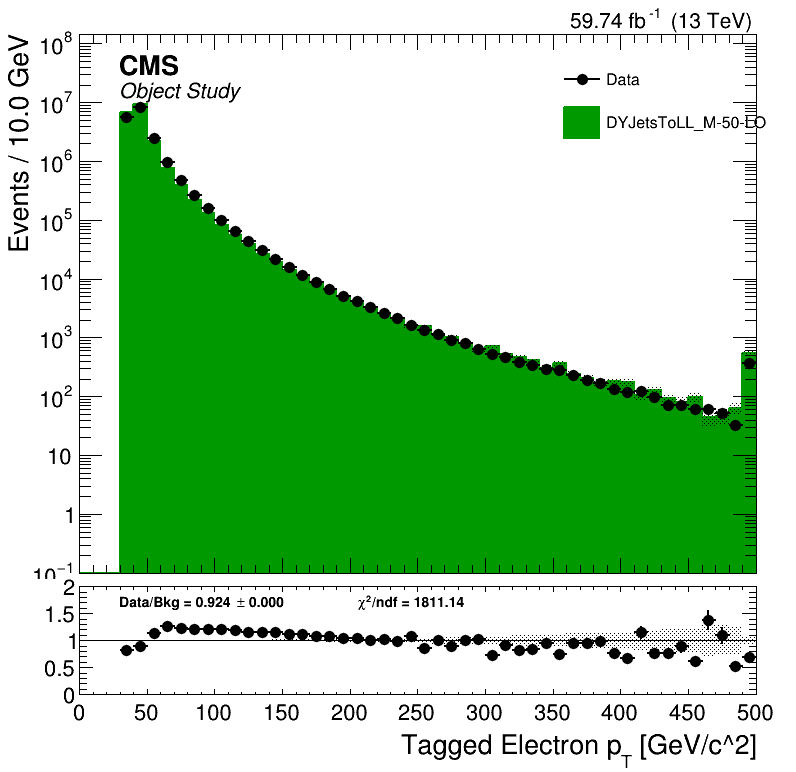 59.74 fb⁻¹ (13 TeV)
CMS
Object Study
Data
DYJetsToLL_M-50-LO
Events / 10.0 GeV
10⁸
10⁷
10⁶
10⁵
10⁴
10³
10²
10
1
10⁻¹
Data/Bkg = 0.924 ± 0.000 χ²/ndf = 1811.14
2
1.5
1
0.5
0
0 50 100 150 200 250 300 350 400 450 500
Tagged Electron p_T [GeV/c^2]